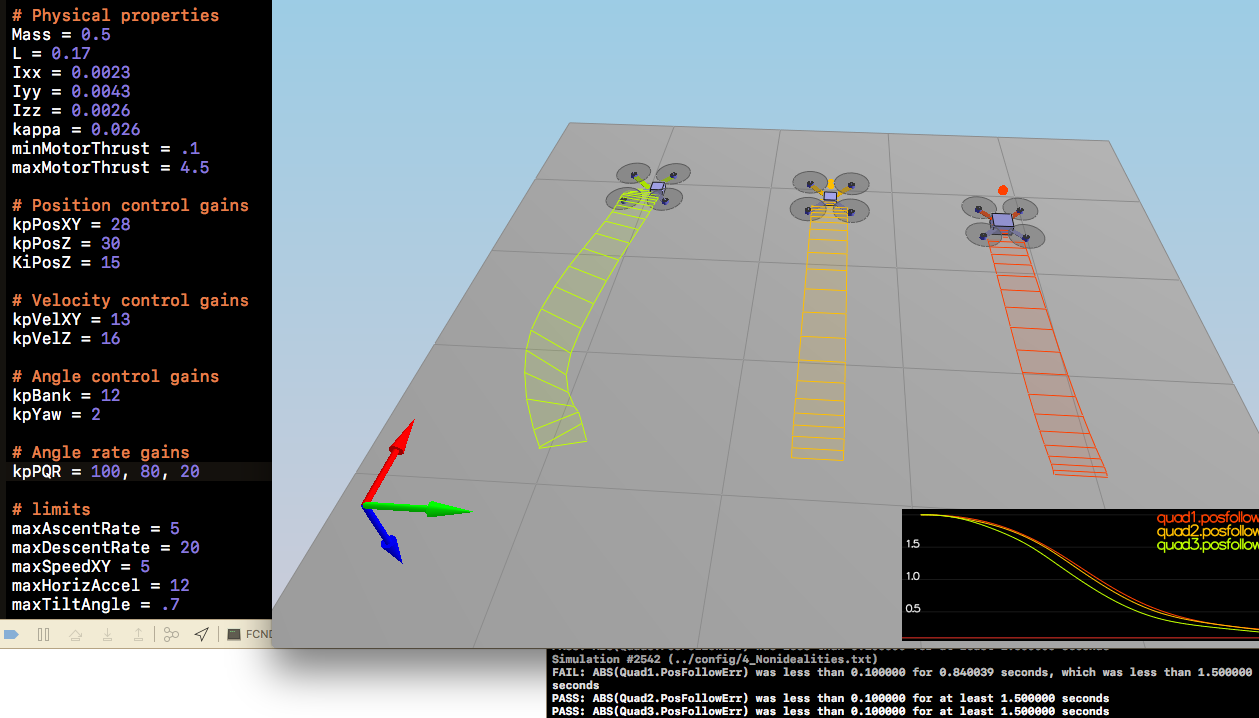 # Physical properties
Mass = 0.5
L = 0.17
Ixx = 0.0023
Iyy = 0.0043
Izz = 0.0026
kappa = 0.026
minMotorThrust = .1
maxMotorThrust = 4.5
# Position control gains
kpPosXY = 28
kpPosZ = 30
KiPosZ = 15
# Velocity control gains
kpVelXY = 13
kpVelZ = 16
# Angle control gains
kpBank = 12
kpYaw = 2
# Angle rate gains
kpPQR = 100, 80, 20
# limits
maxAscentRate = 5
maxDescentRate = 20
maxSpeedXY = 5
maxHorizAccel = 12
maxTiltAngle = .7
FCND
quad1.posfollow
quad2.posfollow
quad3.posfollow
1.5
1.0
0.5
Simulation #2542 (../config/4_Nonidealities.txt)
FAIL: ABS(Quad1.PosFollowErr) was less than 0.100000 for 0.840039 seconds, which was less than 1.500000
seconds
PASS: ABS(Quad2.PosFollowErr) was less than 0.100000 for at least 1.500000 seconds
PASS: ABS(Quad3.PosFollowErr) was less than 0.100000 for at least 1.500000 seconds